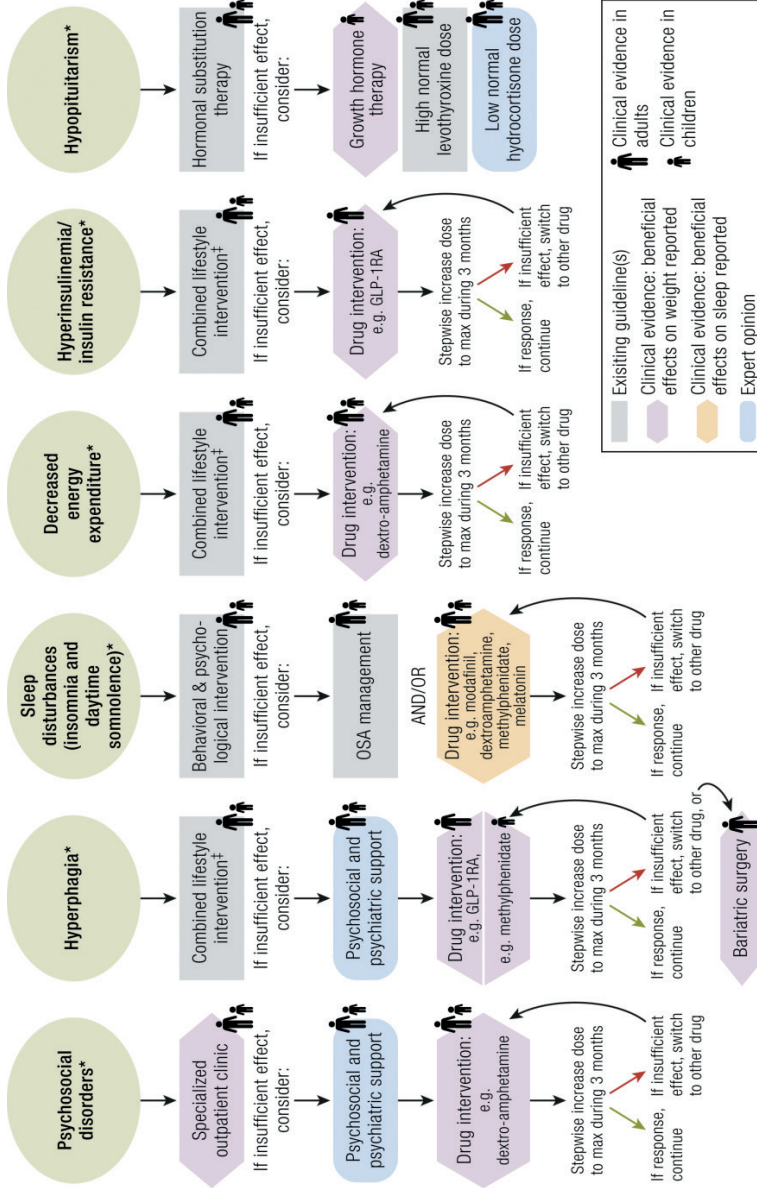 Psychosocial
disorders*
Specialized
outpatient clinic
If insufficient effect,
consider:
Psychosocial and
psychiatric support
Drug intervention:
e.g.
dextro-amphetamine
Stepwise increase dose
to max during 3 months
If response,
continue
If insufficient
effect, switch
to other drug
Hyperphagia*
Combined lifestyle
intervention‡
If insufficient effect,
consider:
Psychosocial and
psychiatric support
Drug intervention:
e.g. GLP-1RA,
e.g. methylphenidate
Stepwise increase dose
to max during 3 months
If response,
continue
If insufficient
effect, switch
to other drug, or
Bariatric surgery
Sleep
disturbances
(insomnia and
daytime
somnolence)*
Behavioral & psycho-
logical intervention
If insufficient effect,
consider:
OSA management
AND/OR
Drug intervention:
e.g. modafinil,
dextroamphetamine,
methylphenidate,
melatonin
Stepwise increase dose
to max during 3 months
If response,
continue
If insufficient
effect, switch
to other drug
Decreased
energy
expenditure*
Combined lifestyle
intervention‡
If insufficient effect,
consider:
Drug intervention:
e.g.
dextro-amphetamine
Stepwise increase dose
to max during 3 months
If response,
continue
If insufficient
effect, switch
to other drug
Hyperinsulinemia/
insulin resistance*
Combined lifestyle
intervention‡
If insufficient effect,
consider:
Drug intervention:
e.g. GLP-1RA
Stepwise increase dose
to max during 3 months
If response,
continue
If insufficient
effect, switch
to other drug
Hypopituitarism*
Hormonal substitution
therapy
If insufficient effect,
consider:
Growth hormone
therapy
High normal
levothyroxine dose
Low normal
hydrocortisone dose
Exisiting guideline(s)
Clinical evidence: beneficial
effects on weight reported
Clinical evidence: beneficial
effects on sleep reported
Expert opinion
Clinical evidence in
adults
Clinical evidence in
children